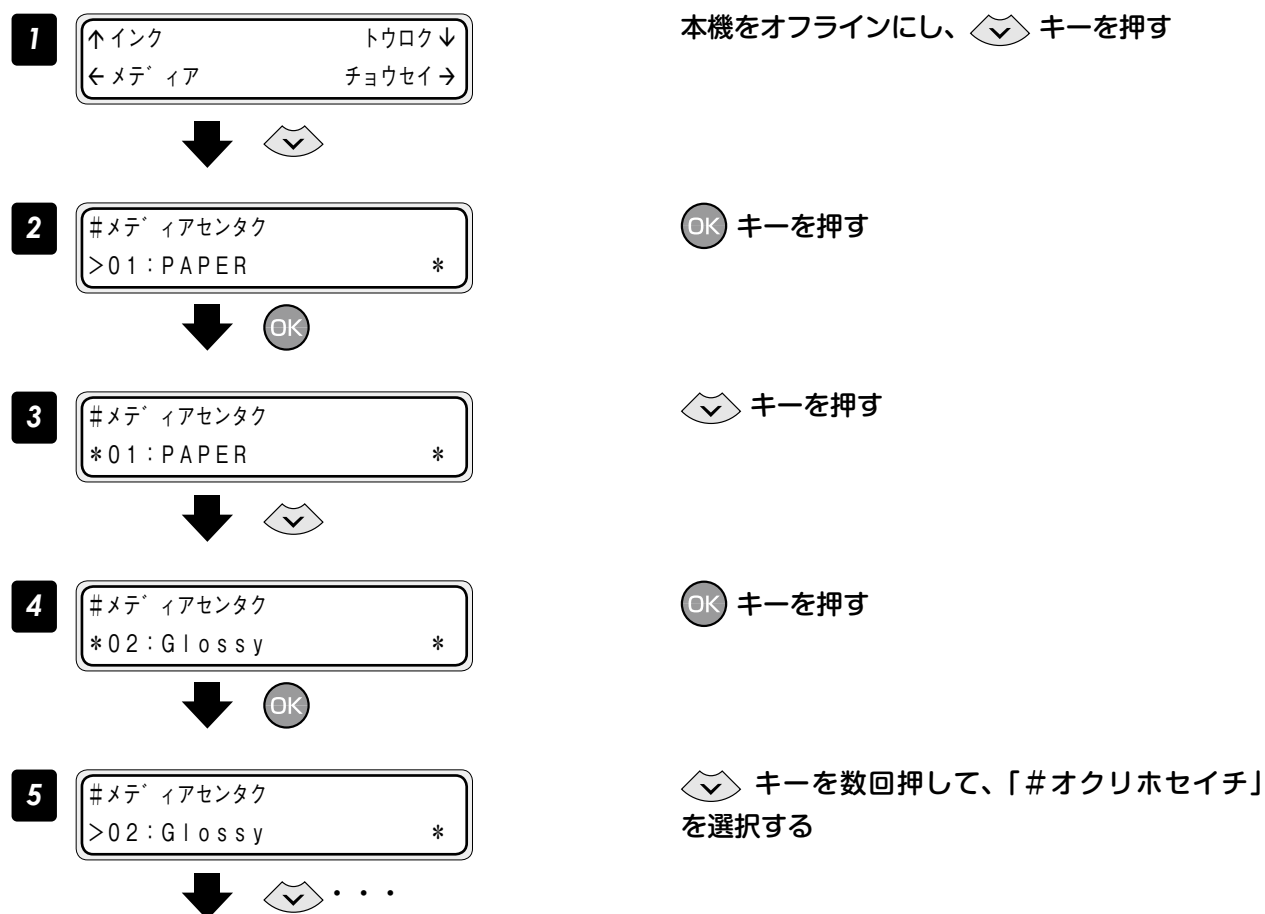 1
↑インク トウロク↓
←メディア チョウセイ→
本機をオフラインにし、 キーを押す
2
#メディアセンタク
>01:PAPER *
OK キーを押す
OK
3
#メディアセンタク
*01:PAPER *
キーを押す
4
#メディアセンタク
*02:Glossy *
OK キーを押す
OK
5
#メディアセンタク
>02:Glossy *
キーを数回押して、「#オクリホセイチ」
を選択する
・・・